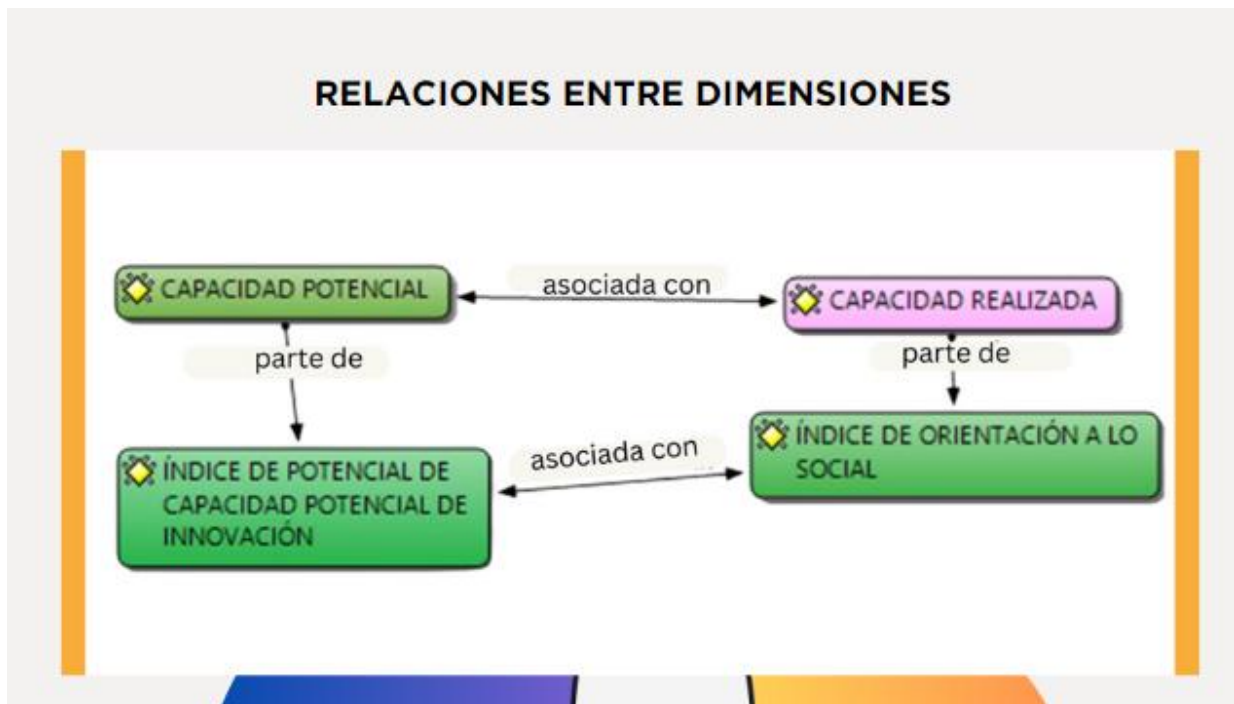 RELACIONES ENTRE DIMENSIONES
CAPACIDAD POTENCIAL
asociada con
CAPACIDAD REALIZADA
parte de
parte de
ÍNDICE DE POTENCIAL DE
CAPACIDAD POTENCIAL DE
INNOVACIÓN
asociada con
ÍNDICE DE ORIENTACIÓN A LO
SOCIAL